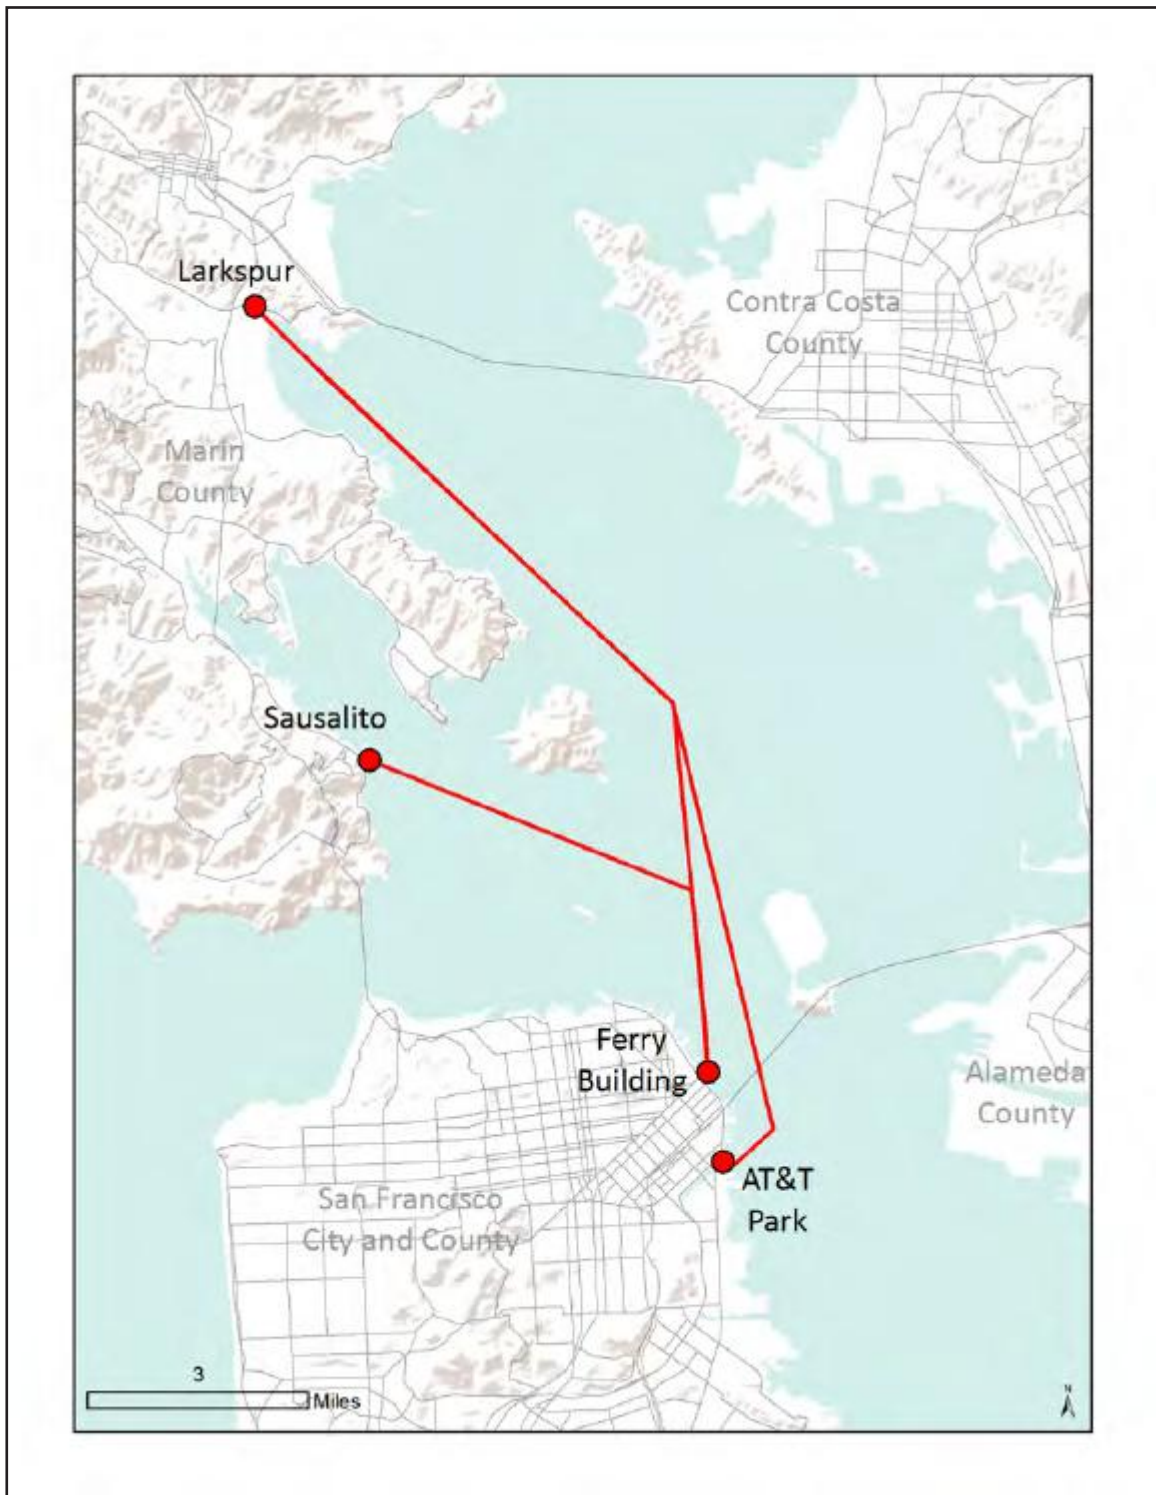 Larkspur
Contra Costa
County
Marin
County
Sausalito
Ferry
Building
Alameda
County
AT&T
Park
San Francisco
City and County
3
Miles
N